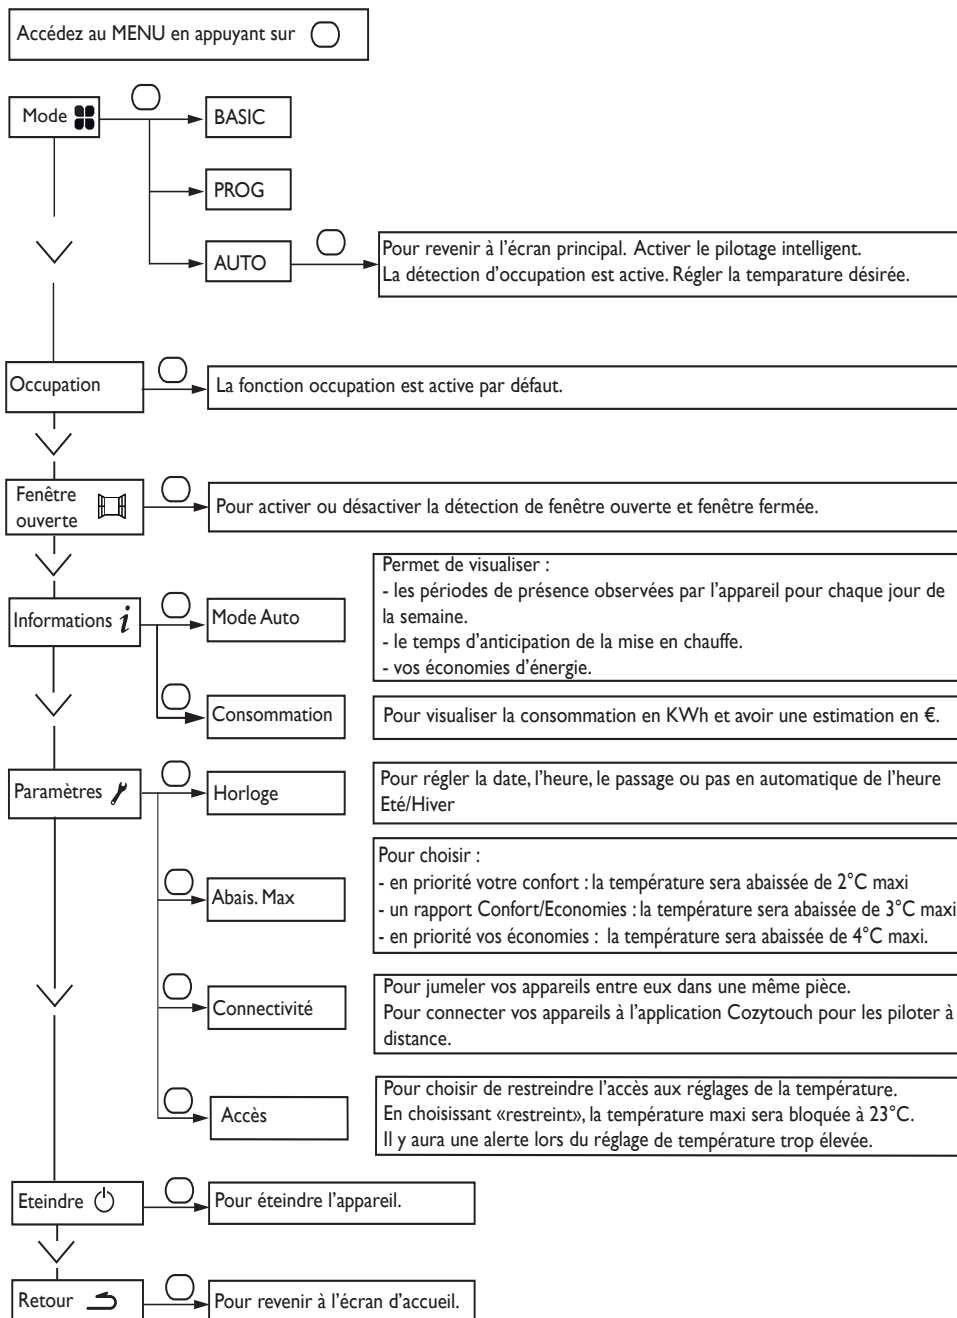 Accédez au MENU en appuyant sur
Mode
BASIC
PROG
AUTO
Pour revenir à l'écran principal. Activer le pilotage intelligent.
La détection d'occupation est active. Régler la temparature désirée.
Occupation
La fonction occupation est active par défaut.
Fenêtre
ouverte
Pour activer ou désactiver la détection de fenêtre ouverte et fenêtre fermée.
Informations i
Mode Auto
Permet de visualiser :
- les périodes de présence observées par l'appareil pour chaque jour de
la semaine.
- le temps d'anticipation de la mise en chauffe.
- vos économies d'énergie.
Consommation
Pour visualiser la consommation en KWh et avoir une estimation en €.
Paramètres
Horloge
Pour régler la date, l'heure, le passage ou pas en automatique de l'heure
Eté/Hiver
Abais. Max
Pour choisir :
- en priorité votre confort : la température sera abaissée de 2°C maxi
- un rapport Confort/Economies : la température sera abaissée de 3°C maxi
- en priorité vos économies : la température sera abaissée de 4°C maxi.
Connectivité
Pour jumeler vos appareils entre eux dans une même pièce.
Pour connecter vos appareils à l'application Cozytouch pour les piloter à
distance.
Accès
Pour choisir de restreindre l'accès aux réglages de la température.
En choisissant «restreint», la température maxi sera bloquée à 23°C.
Il y aura une alerte lors du réglage de température trop élevée.
Eteindre
Pour éteindre l'appareil.
Retour
Pour revenir à l'écran d'accueil.